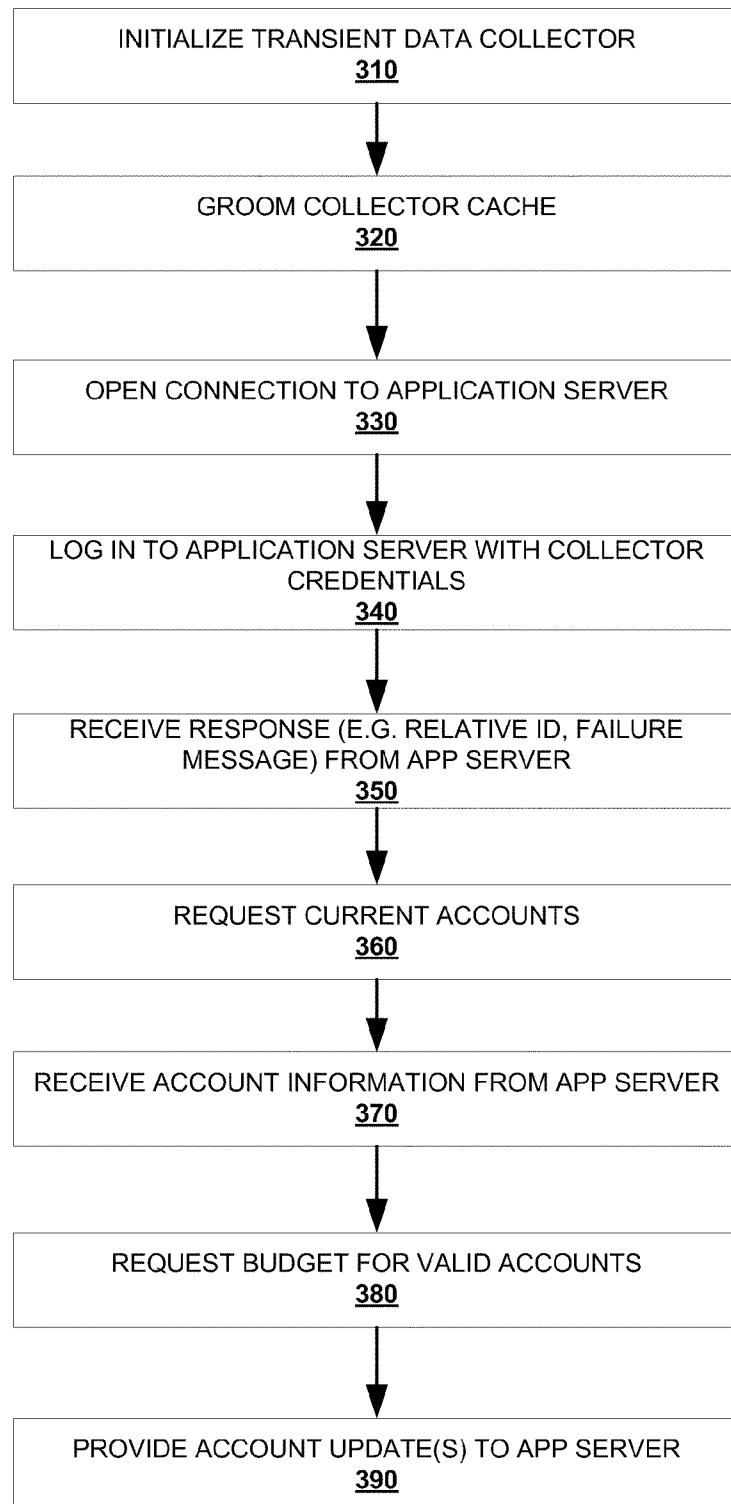 INITIALIZE TRANSIENT DATA COLLECTOR
310
GROOM COLLECTOR CACHE
320
OPEN CONNECTION TO APPLICATION SERVER
330
LOG IN TO APPLICATION SERVER WITH COLLECTOR
CREDENTIALS
340
RECEIVE RESPONSE (E.G. RELATIVE ID, FAILURE
MESSAGE) FROM APP SERVER
350
REQUEST CURRENT ACCOUNTS
360
RECEIVE ACCOUNT INFORMATION FROM APP SERVER
370
REQUEST BUDGET FOR VALID ACCOUNTS
380
PROVIDE ACCOUNT UPDATE(S) TO APP SERVER
390